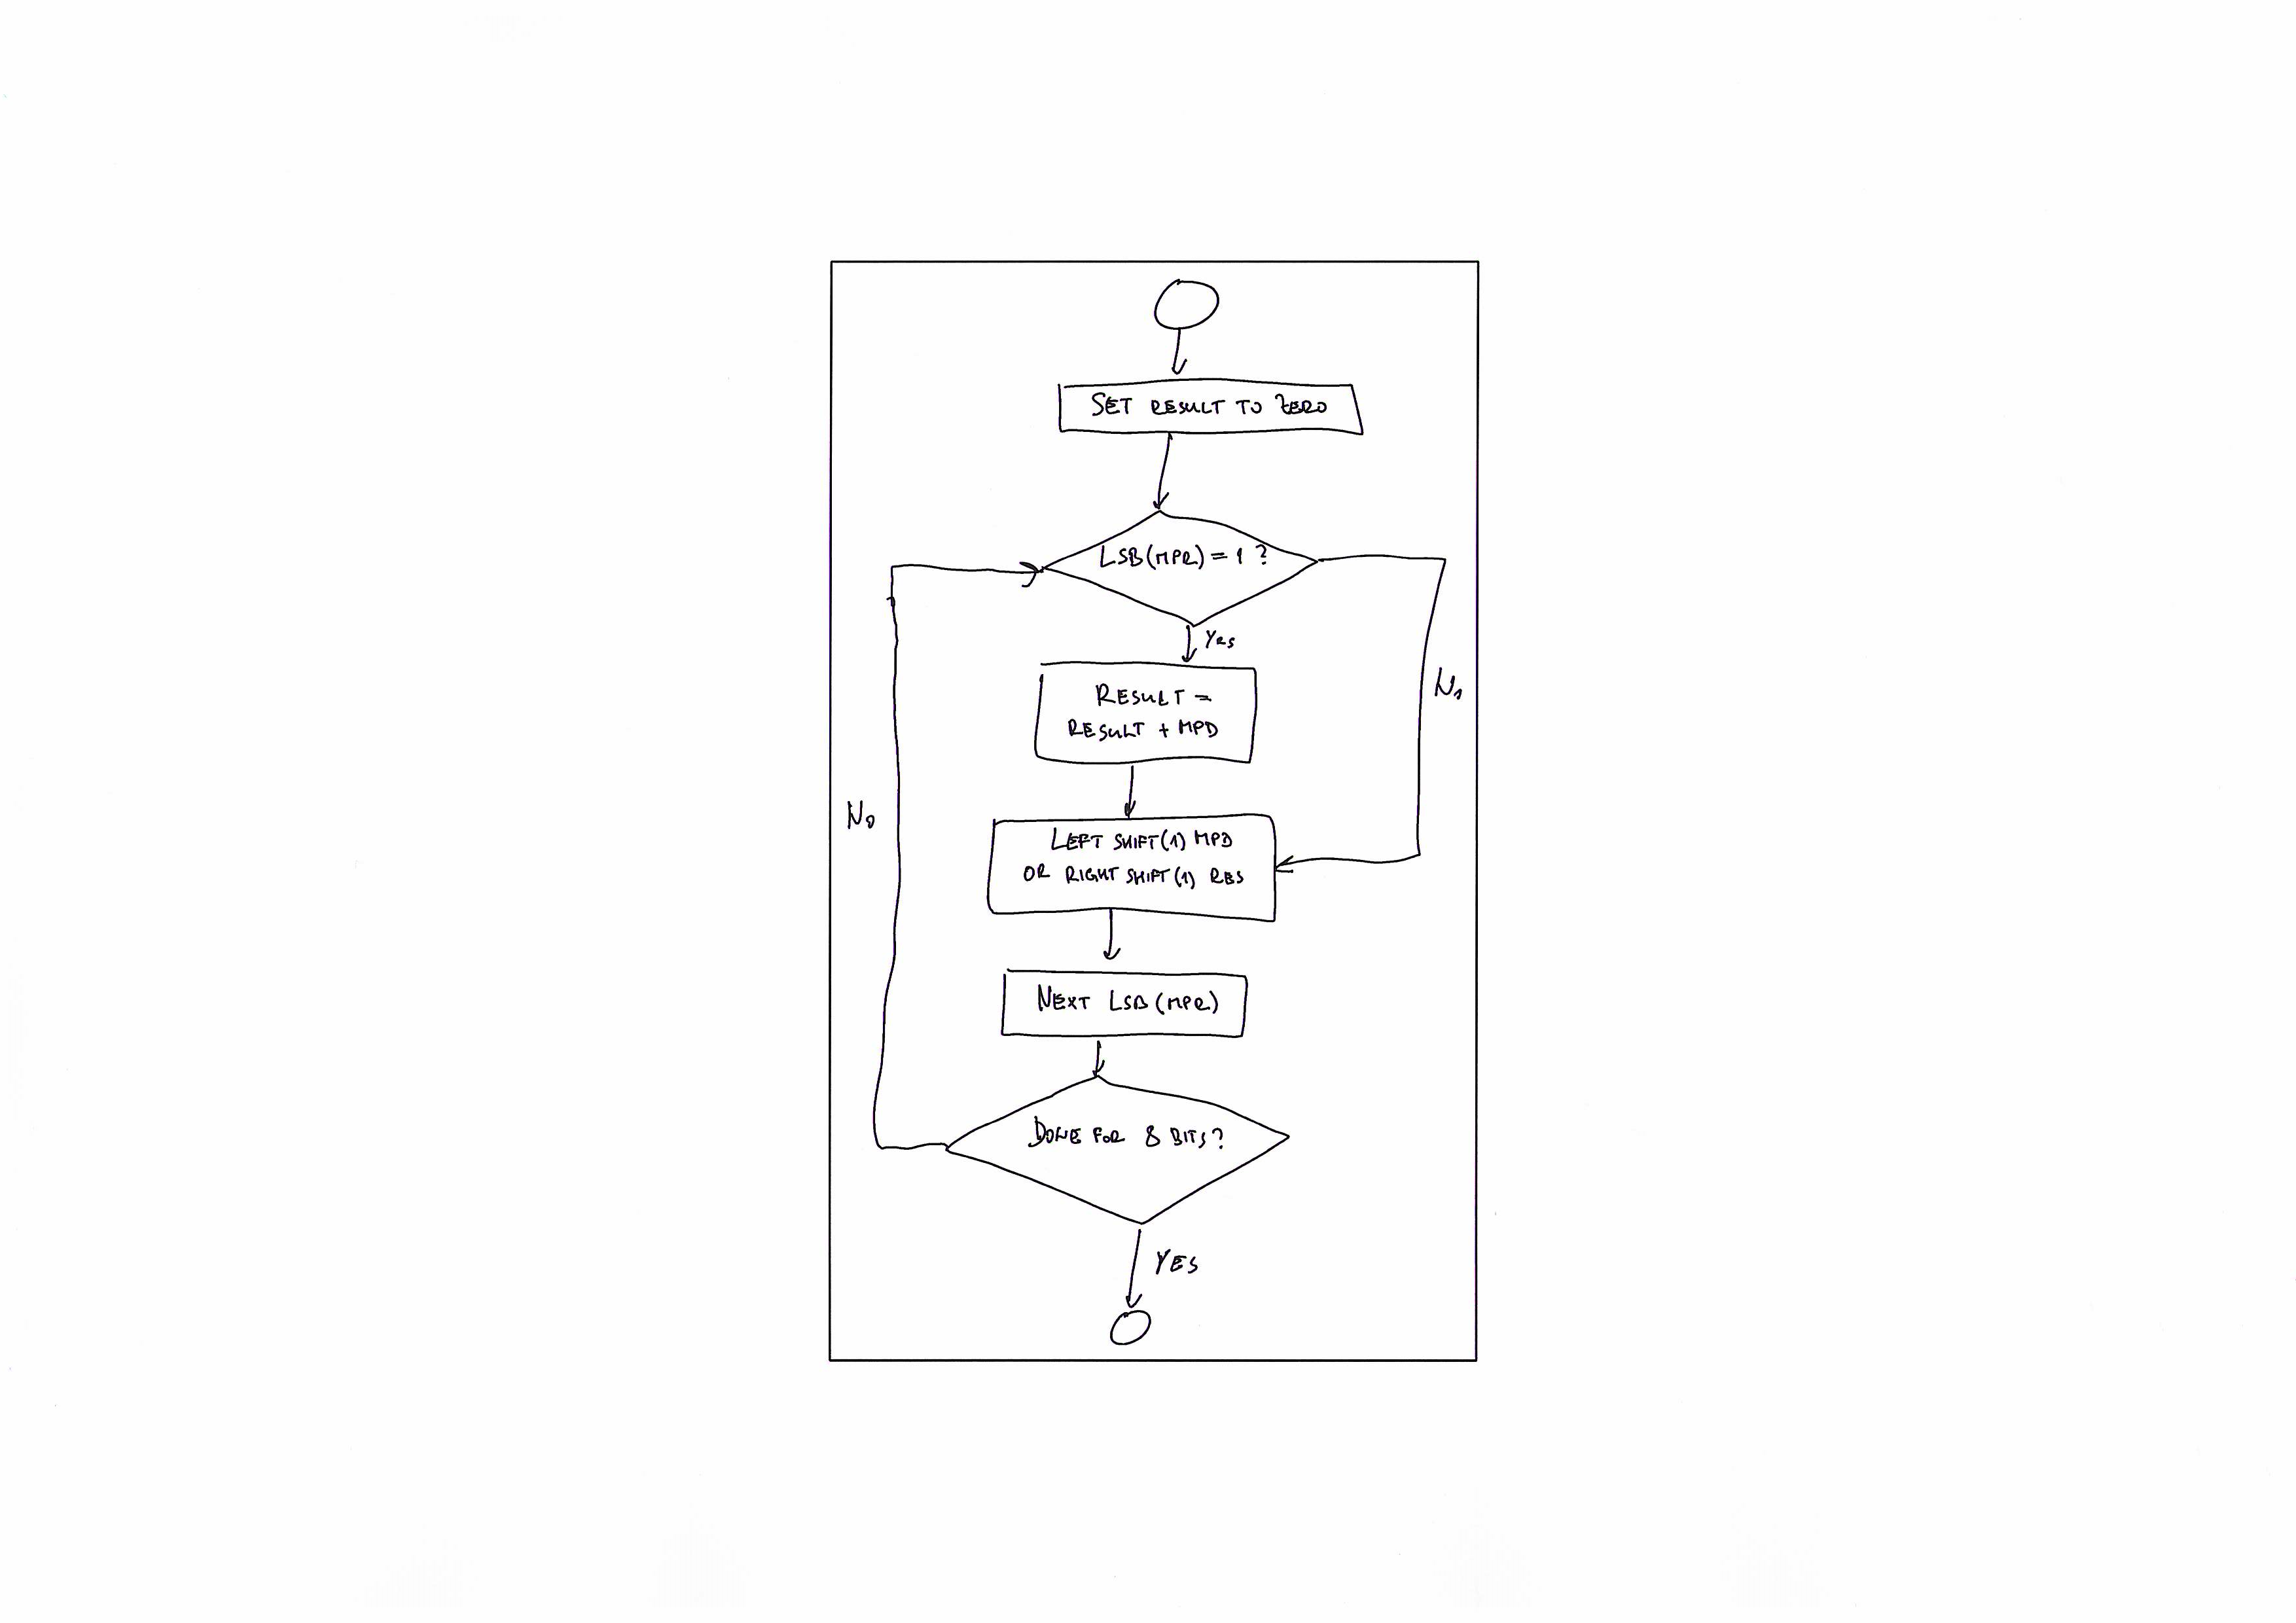 SET RESULT TO ZERO
LSB(MPR) = 1 ?
YES
RESULT =
RESULT + MPD
No
LEFT SHIFT(1) MPD
OR RIGHT SHIFT(1) RES
No
NEXT LSB (MPR)
DONE FOR 8 BITS?
YES